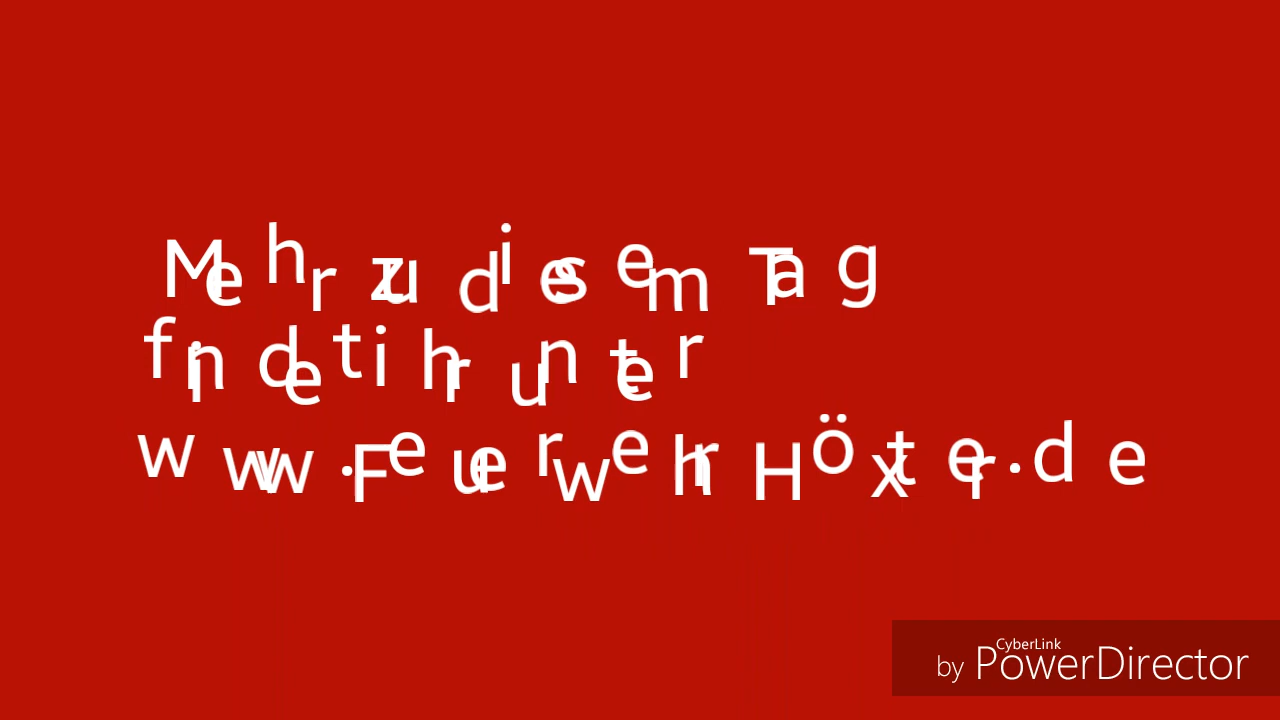 Mehr zu diesem Tag
findet ihr unter
www.Feuerwehr Höxter.de
by CyberLink PowerDirector